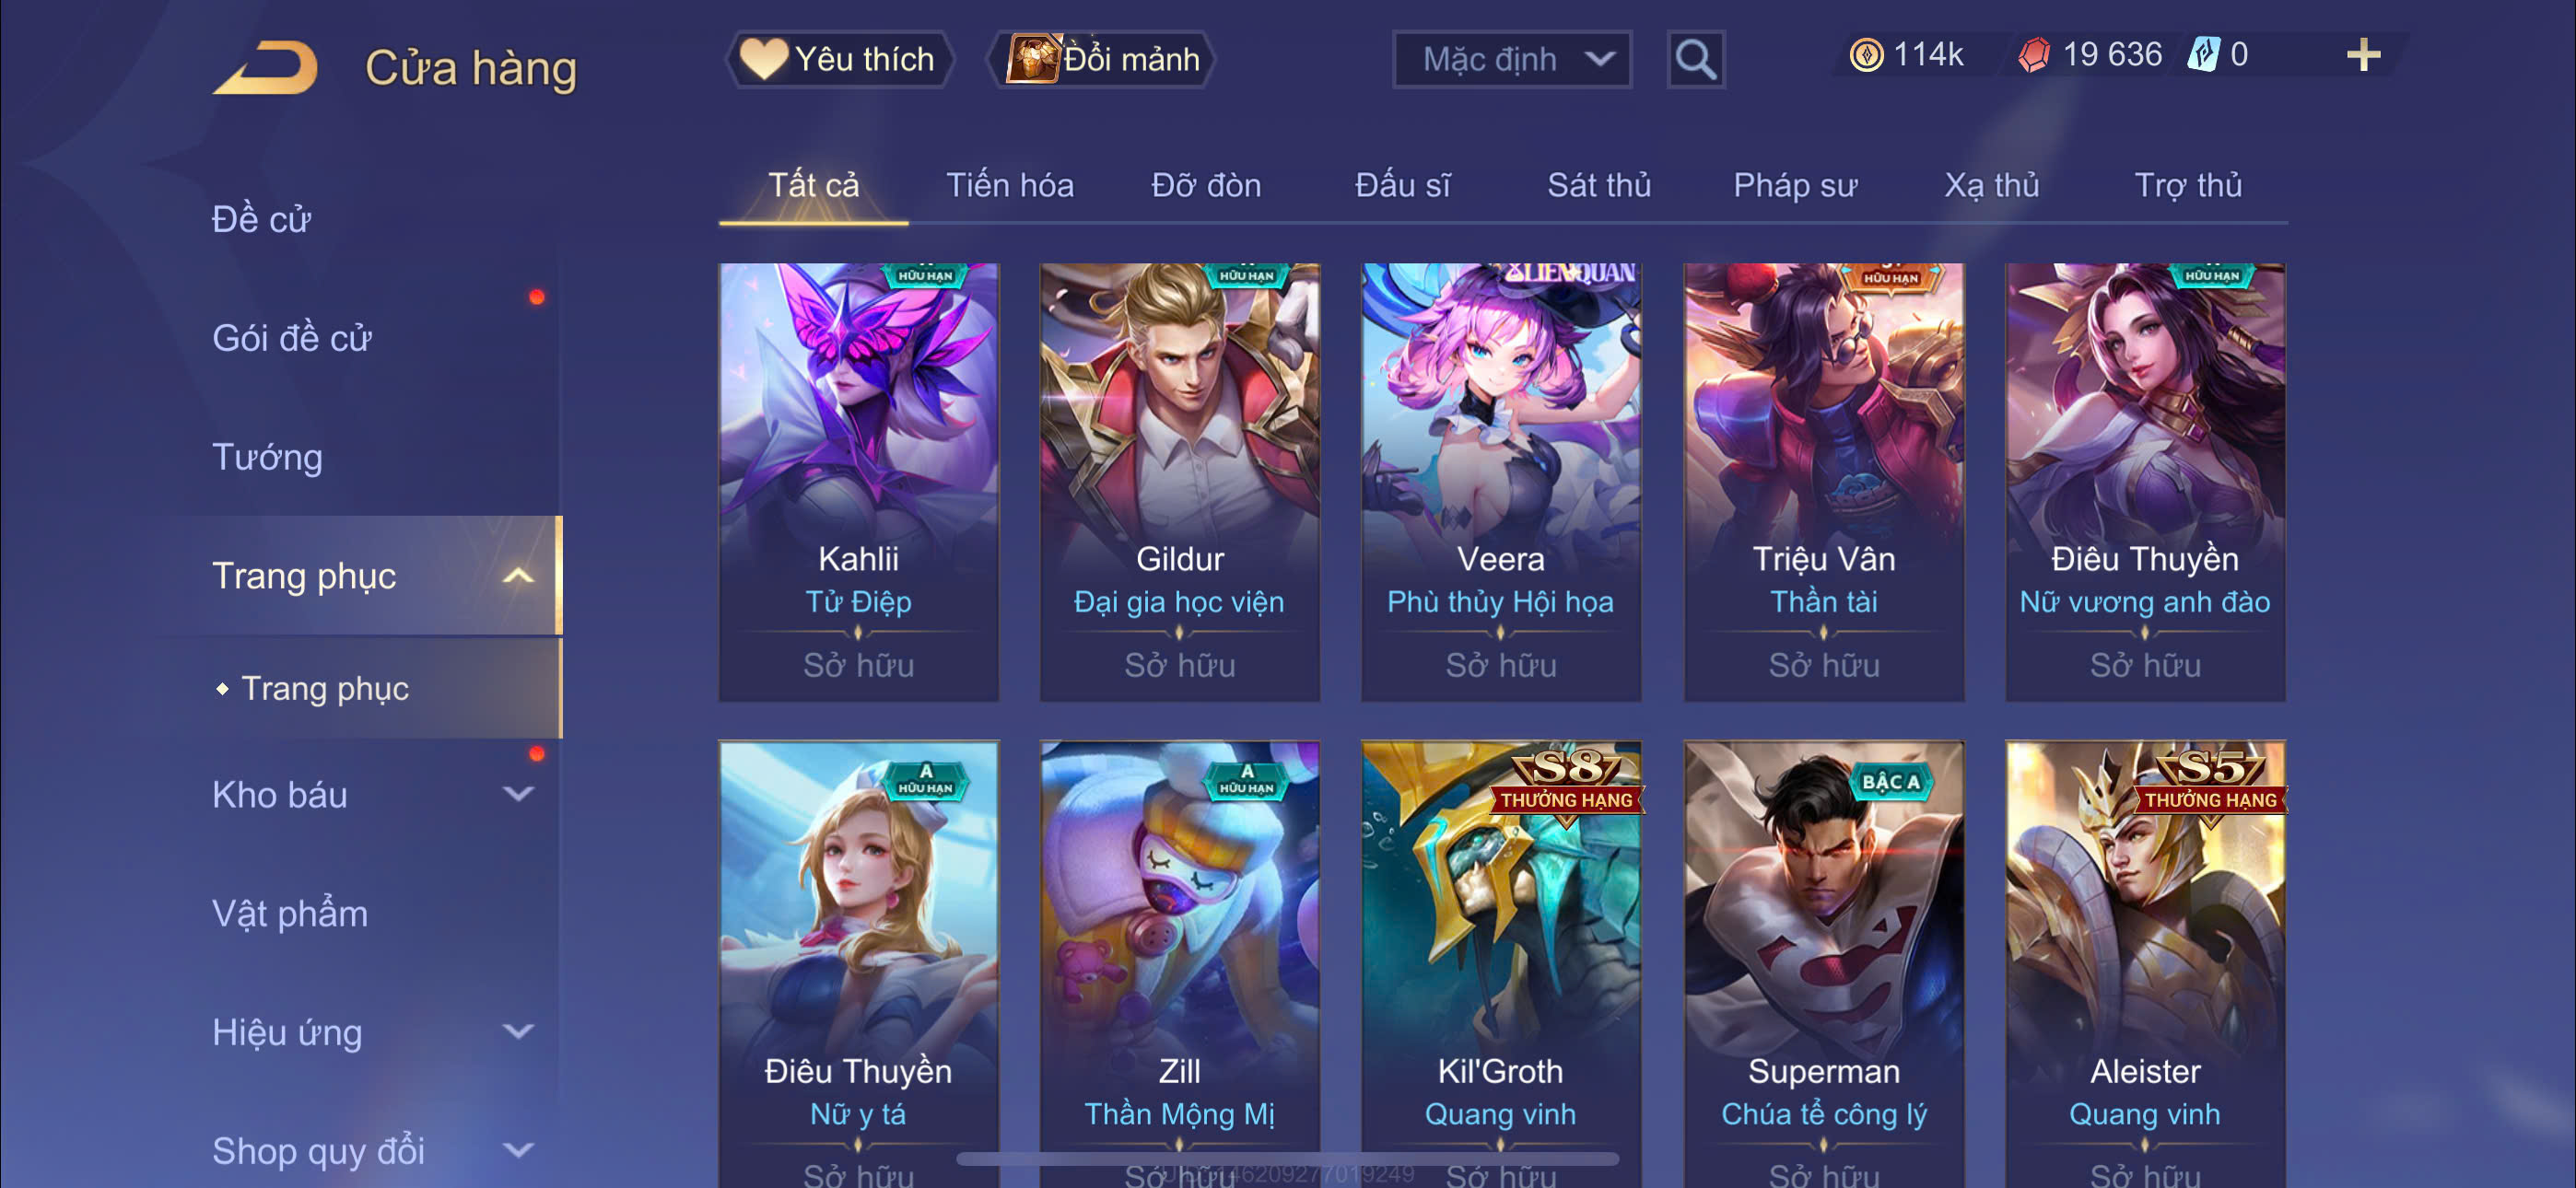 Cửa hàng
Yêu thích
Đổi mảnh
Mặc định
114k
19 636
0
Tất cả
Tiến hóa
Đỡ đòn
Đấu sĩ
Sát thủ
Pháp sư
Xạ thủ
Trợ thủ
Đề cử
Gói đề cử
Tướng
Trang phục
Trang phục
Kho báu
Vật phẩm
Hiệu ứng
Shop quy đổi
HỮU HẠN
Kahlii
Tử Điệp
Sở hữu
HỮU HẠN
Gildur
Đại gia học viện
Sở hữu
LIENQUAN
Veera
Phù thủy Hội họa
Sở hữu
HỮU HẠN
Triệu Vân
Thần tài
Sở hữu
HỮU HẠN
Điêu Thuyền
Nữ vương anh đào
Sở hữu
A
HỮU HẠN
Điêu Thuyền
Nữ y tá
Sở hữu
A
HỮU HẠN
Zill
Thần Mộng Mị
Sở hữu
S8
THƯỞNG HẠNG
Kil'Groth
Quang vinh
Sở hữu
BẬC A
Superman
Chúa tể công lý
Sở hữu
S5
THƯỞNG HẠNG
Aleister
Quang vinh
Sở hữu